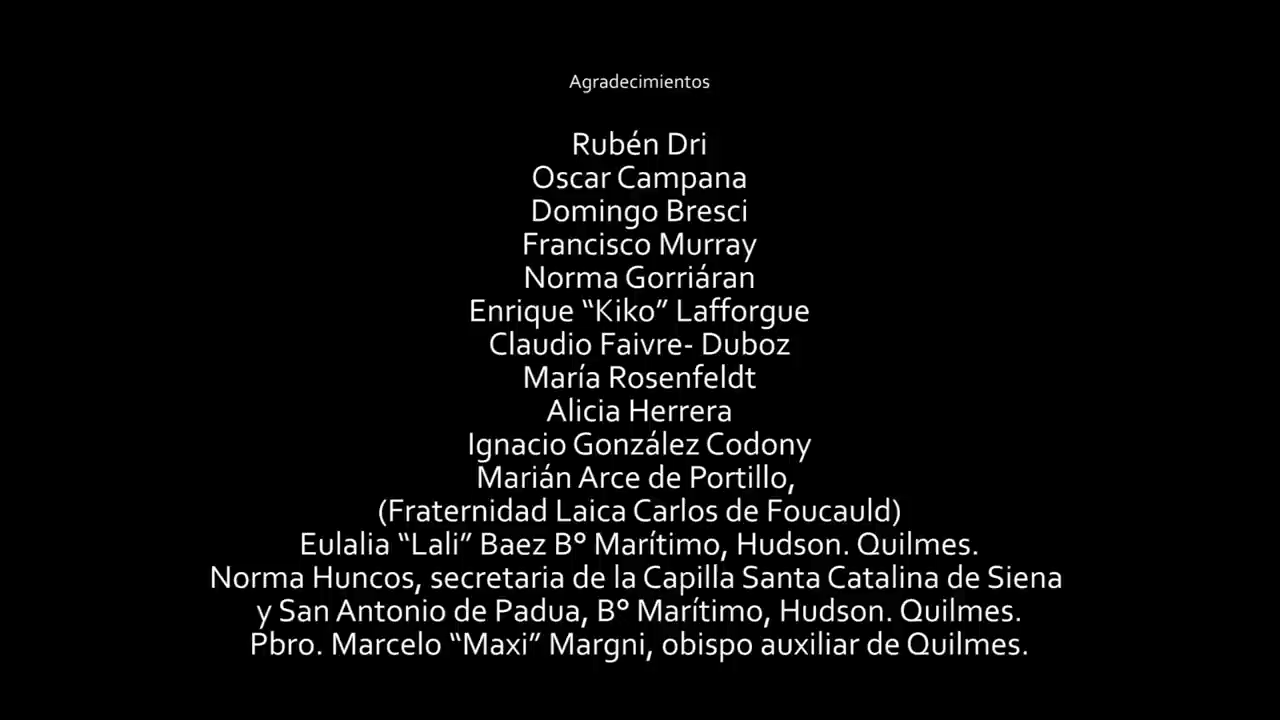 Agradecimientos
Rubén Dri
Oscar Campana
Domingo Bresci
Francisco Murray
Norma Gorriáran
Enrique “Kiko” Lafforgue
Claudio Faivre- Duboz
María Rosenfeldt
Alicia Herrera
Ignacio González Codony
Marián Arce de Portillo,
(Fraternidad Laica Carlos de Foucauld)
Eulalia “Lali” Baez B° Marítimo, Hudson. Quilmes.
Norma Huncos, secretaria de la Capilla Santa Catalina de Siena
y San Antonio de Padua, B° Marítimo, Hudson. Quilmes.
Pbro. Marcelo “Maxi” Margni, obispo auxiliar de Quilmes.